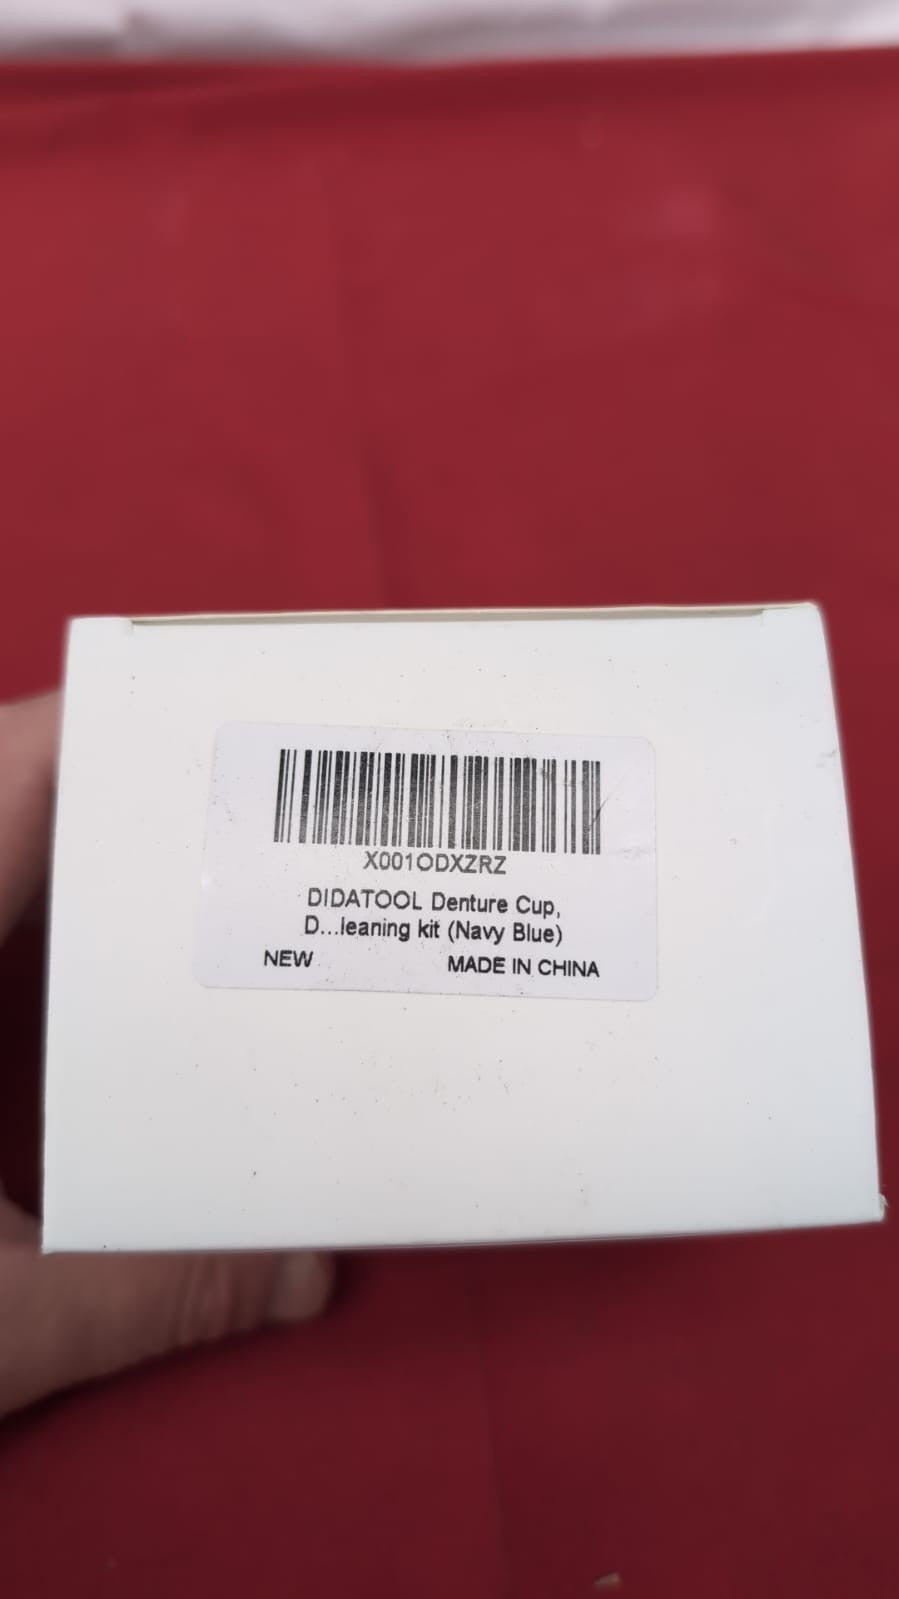 X001ODXZRZ
DIDATOOL Denture Cup,
D...leaning kit (Navy Blue)
NEW MADE IN CHINA